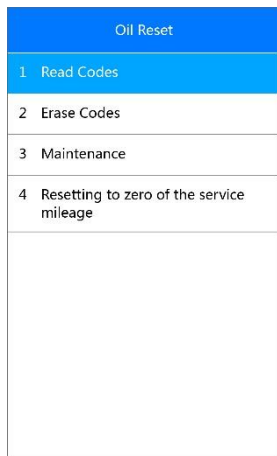 Oil Reset
1 Read Codes
2 Erase Codes
3 Maintenance
4 Resetting to zero of the service
mileage